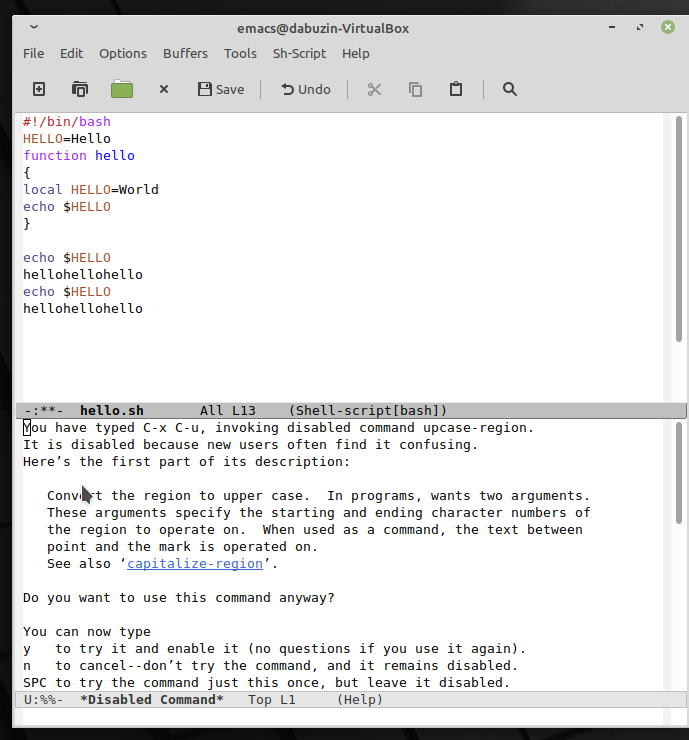 emacs@dabuzin-VirtualBox
File Edit Options Buffers Tools Sh-Script Help
Save Undo
#!/bin/bash
HELLO=Hello
function hello
{
local HELLO=World
echo $HELLO
}
echo $HELLO
hellohellohello
echo $HELLO
hellohellohello
-:**-  hello.sh       All L13    (Shell-script[bash])
You have typed C-x C-u, invoking disabled command upcase-region.
It is disabled because new users often find it confusing.
Here’s the first part of its description:
Convert the region to upper case.  In programs, wants two arguments.
These arguments specify the starting and ending character numbers of
the region to operate on.  When used as a command, the text between
point and the mark is operated on.
See also ‘capitalize-region’.
Do you want to use this command anyway?
You can now type
y   to try it and enable it (no questions if you use it again).
n   to cancel--don’t try the command, and it remains disabled.
SPC to try the command just this once, but leave it disabled.
U:%%-  *Disabled Command*   Top L1     (Help)